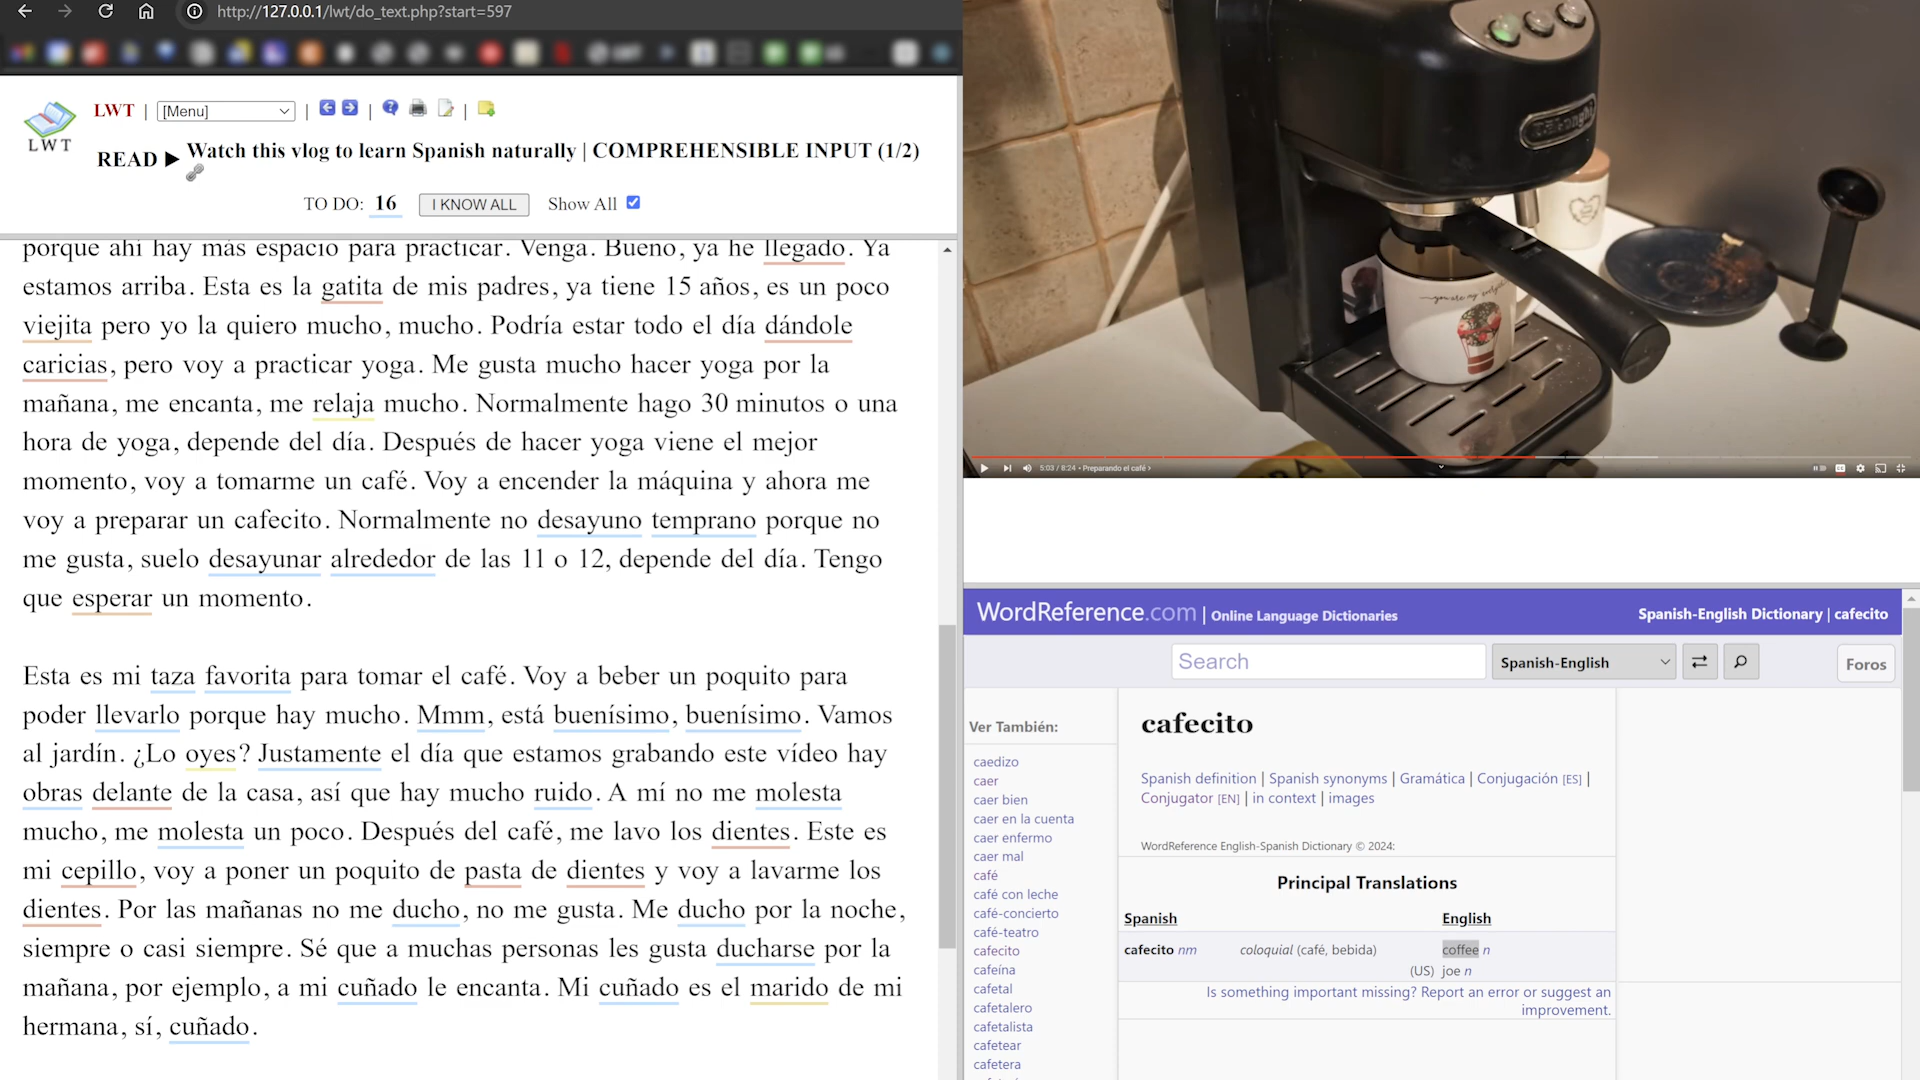 http://127.0.0.1/lwt/do_text.php?start=597
LWT
LWT | [Menu] | | |
READ ▶ Watch this vlog to learn Spanish naturally | COMPREHENSIBLE INPUT (1/2)
TO DO: 16 I KNOW ALL Show All
porque ahí hay más espacio para practicar. Venga. Bueno, ya he llegado. Ya
estamos arriba. Esta es la gatita de mis padres, ya tiene 15 años, es un poco
viejita pero yo la quiero mucho, mucho. Podría estar todo el día dándole
caricias, pero voy a practicar yoga. Me gusta mucho hacer yoga por la
mañana, me encanta, me relaja mucho. Normalmente hago 30 minutos o una
hora de yoga, depende del día. Después de hacer yoga viene el mejor
momento, voy a tomarme un café. Voy a encender la máquina y ahora me
voy a preparar un cafecito. Normalmente no desayuno temprano porque no
me gusta, suelo desayunar alrededor de las 11 o 12, depende del día. Tengo
que esperar un momento.
Esta es mi taza favorita para tomar el café. Voy a beber un poquito para
poder llevarlo porque hay mucho. Mmm, está buenísimo, buenísimo. Vamos
al jardín. ¿Lo oyes? Justamente el día que estamos grabando este vídeo hay
obras delante de la casa, así que hay mucho ruido. A mí no me molesta
mucho, me molesta un poco. Después del café, me lavo los dientes. Este es
mi cepillo, voy a poner un poquito de pasta de dientes y voy a lavarme los
dientes. Por las mañanas no me ducho, no me gusta. Me ducho por la noche,
siempre o casi siempre. Sé que a muchas personas les gusta ducharse por la
mañana, por ejemplo, a mi cuñado le encanta. Mi cuñado es el marido de mi
hermana, sí, cuñado.
DeLonghi
you are my
5:03 / 8:24 • Preparando el café ›
WordReference.com | Online Language Dictionaries
Spanish-English Dictionary | cafecito
Search
Spanish-English
Foros
Ver También:
caedizo
caer
caer bien
caer en la cuenta
caer enfermo
caer mal
café
café con leche
café-concierto
café-teatro
cafecito
cafeína
cafetal
cafetalero
cafetalista
cafetear
cafetera
cafecito
Spanish definition | Spanish synonyms | Gramática | Conjugación [ES] |
Conjugator [EN] | in context | images
WordReference English-Spanish Dictionary © 2024:
Principal Translations
Spanish English
cafecito nm coloquial (café, bebida) coffee n
(US) joe n
Is something important missing? Report an error or suggest an
improvement.